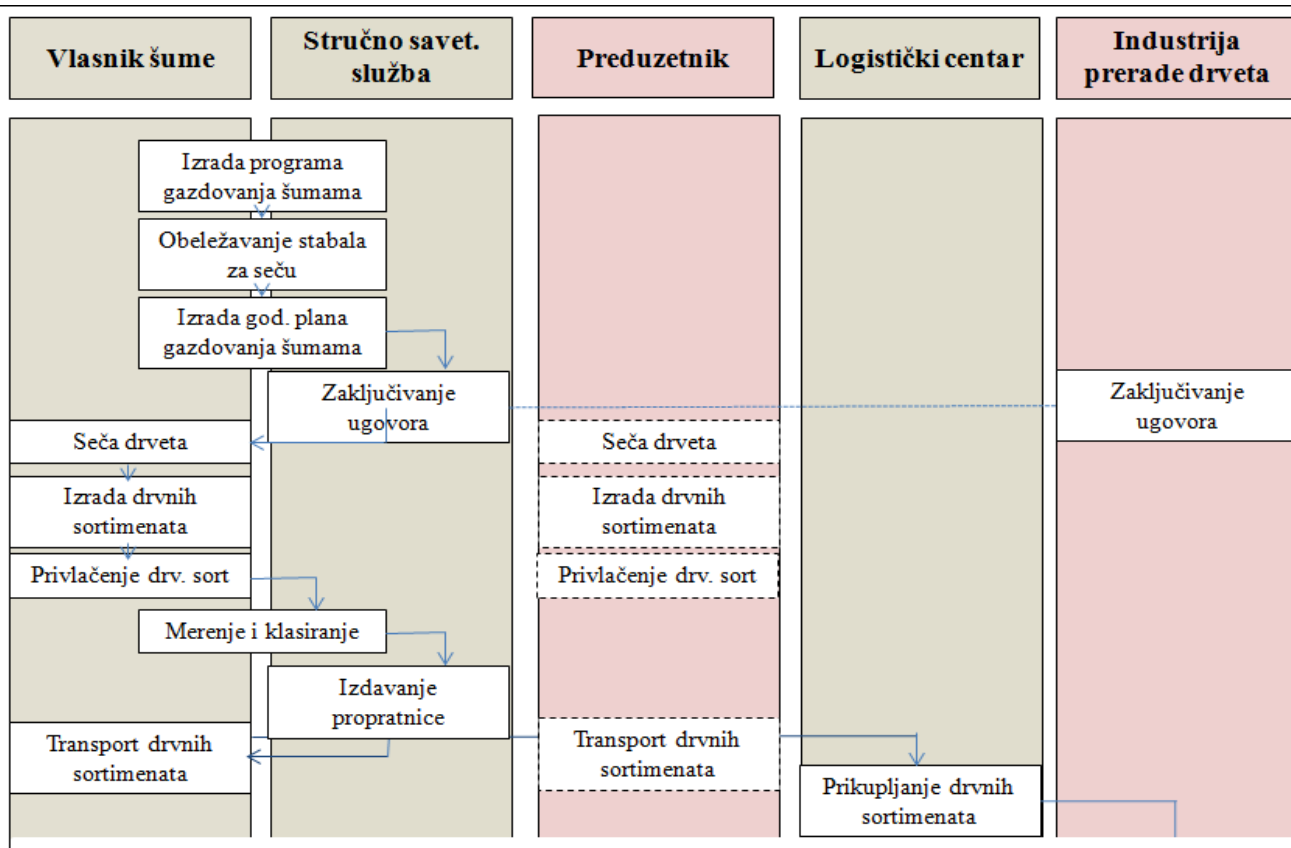 Vlasnik šume
Stručno savet.
služba
Preduzetnik
Logistički centar
Industrija
prerade drveta
Izrada programa
gazdovanja šumama
Obeležavanje stabala
za seču
Izrada god. plana
gazdovanja šumama
Zaključivanje
ugovora
Zaključivanje
ugovora
Seča drveta
Seča drveta
Izrada drvnih
sortimenata
Izrada drvnih
sortimenata
Privlačenje drv. sort
Privlačenje drv. sort
Merenje i klasiranje
Izdavanje
propratnice
Transport drvnih
sortimenata
Transport drvnih
sortimenata
Prikupljanje drvnih
sortimenata